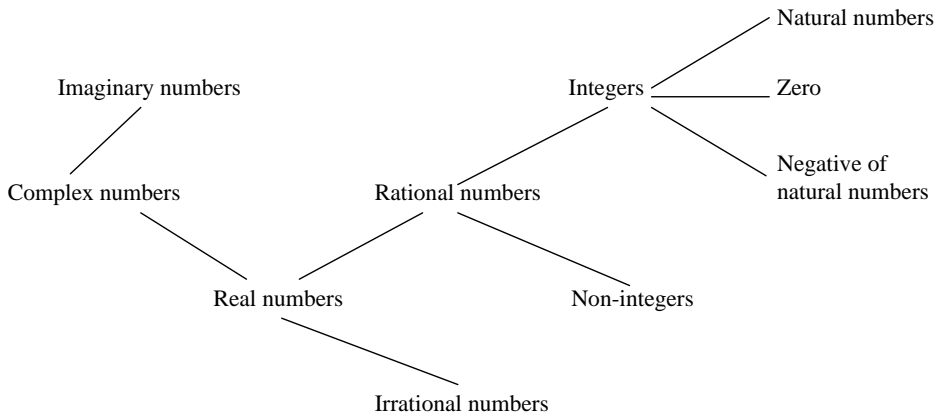 Natural numbers
Imaginary numbers
Integers
Zero
Negative of
natural numbers
Complex numbers
Rational numbers
Real numbers
Non-integers
Irrational numbers